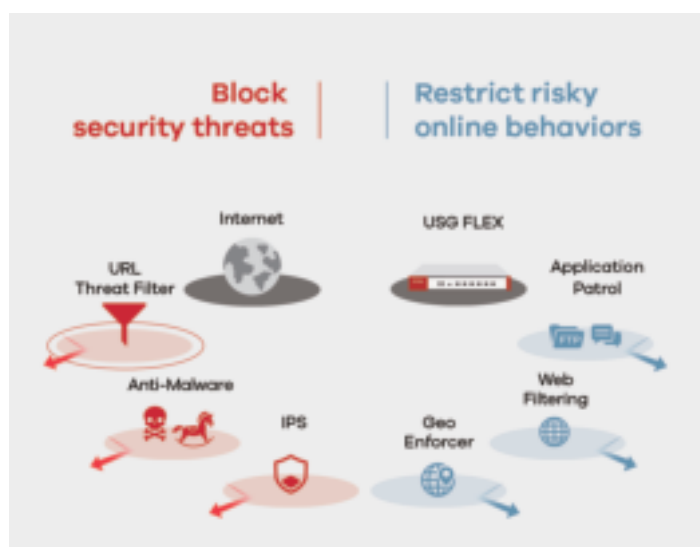 Block
security threats
Restrict risky
online behaviors
Internet
USG FLEX
URL
Threat Filter
Application
Patrol
Anti-Malware
IPS
Geo
Enforcer
Web
Filtering